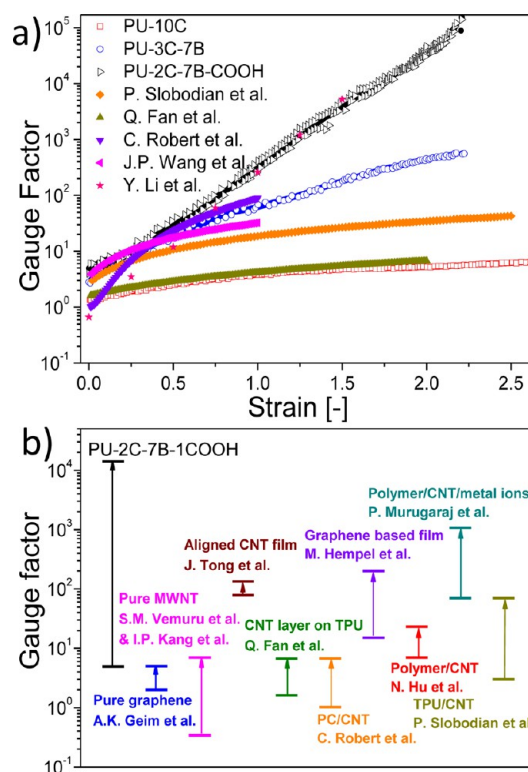 a)
10^5
10^4
10^3
10^2
10^1
10^0
10^-1
Gauge Factor
PU-10C
PU-3C-7B
PU-2C-7B-COOH
P. Slobodian et al.
Q. Fan et al.
C. Robert et al.
J.P. Wang et al.
Y. Li et al.
0.0 0.5 1.0 1.5 2.0 2.5
Strain [-]
b)
10^4
10^3
10^2
10^1
10^0
10^-1
Gauge factor
PU-2C-7B-1COOH
Polymer/CNT/metal ions
P. Murugaraj et al.
Graphene based film
M. Hempel et al.
Aligned CNT film
J. Tong et al.
Pure MWNT
S.M. Vemuru et al.
& I.P. Kang et al.
CNT layer on TPU
Q. Fan et al.
Pure graphene
A.K. Geim et al.
PC/CNT
C. Robert et al.
Polymer/CNT
N. Hu et al.
TPU/CNT
P. Slobodian et al